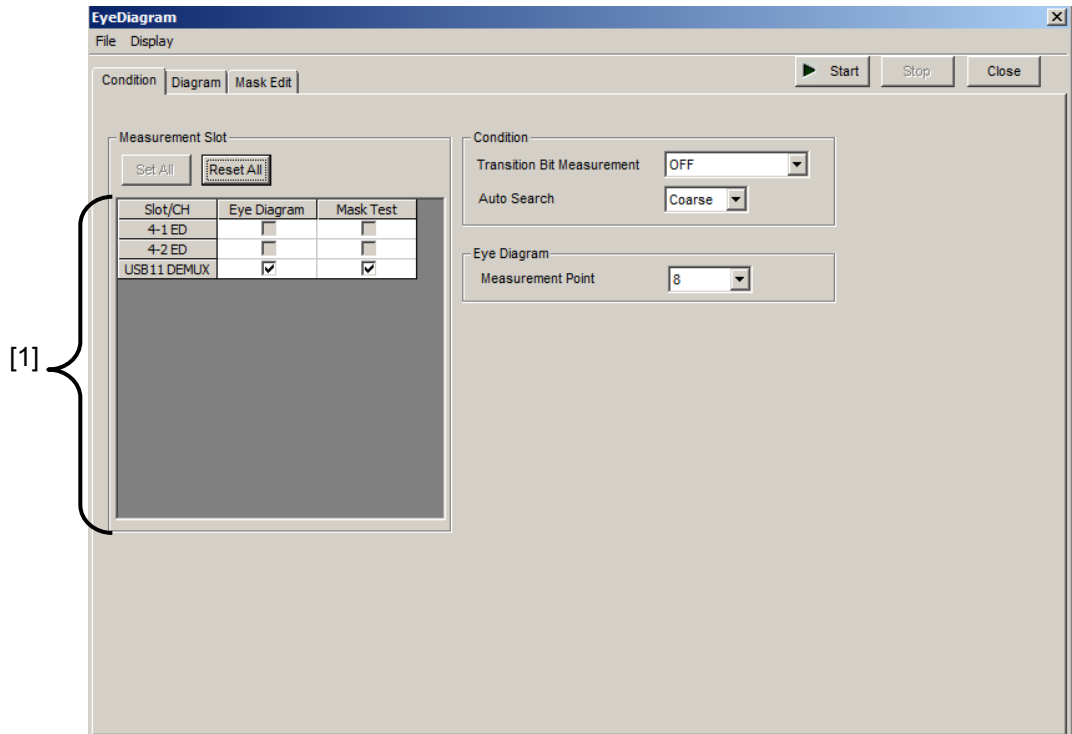 EyeDiagram
File Display
Condition Diagram Mask Edit
Start Stop Close
Measurement Slot
Set All Reset All
Slot/CH Eye Diagram Mask Test
4-1 ED
4-2 ED
USB11 DEMUX
Condition
Transition Bit Measurement OFF
Auto Search Coarse
Eye Diagram
Measurement Point 8
[1]